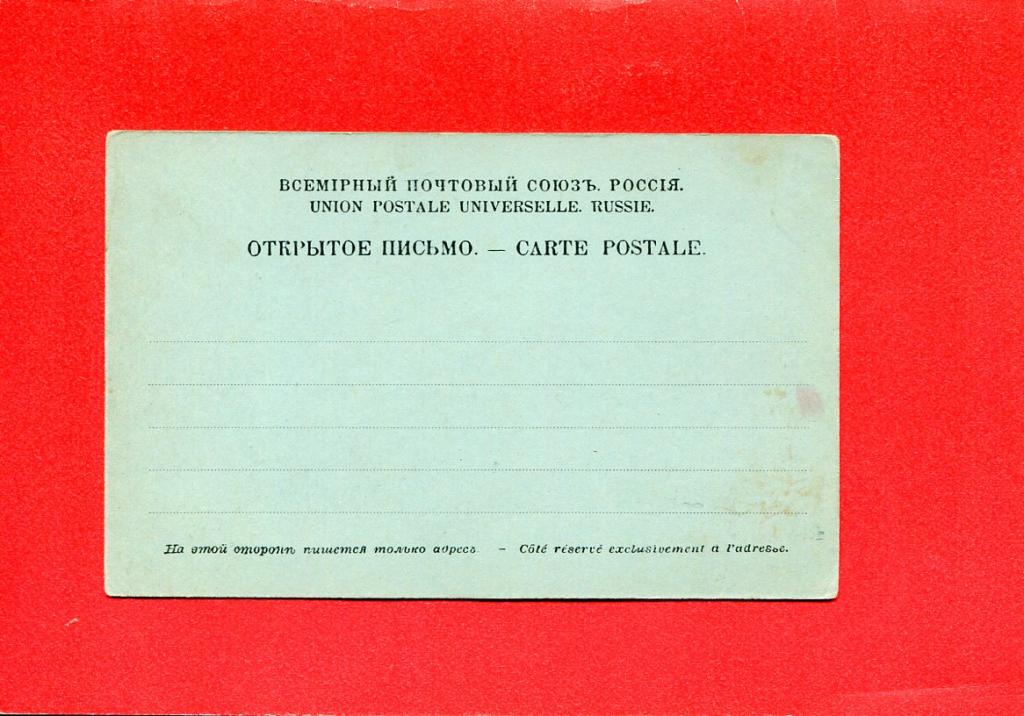 ВСЕМІРНЫЙ ПОЧТОВЫЙ СОЮЗЪ. РОССІЯ.
UNION POSTALE UNIVERSELLE. RUSSIE.
ОТКРЫТОЕ ПИСЬМО. — CARTE POSTALE.
На этой сторонѣ пишется только адресъ. – Côté réservé exclusivement a l'adresse.